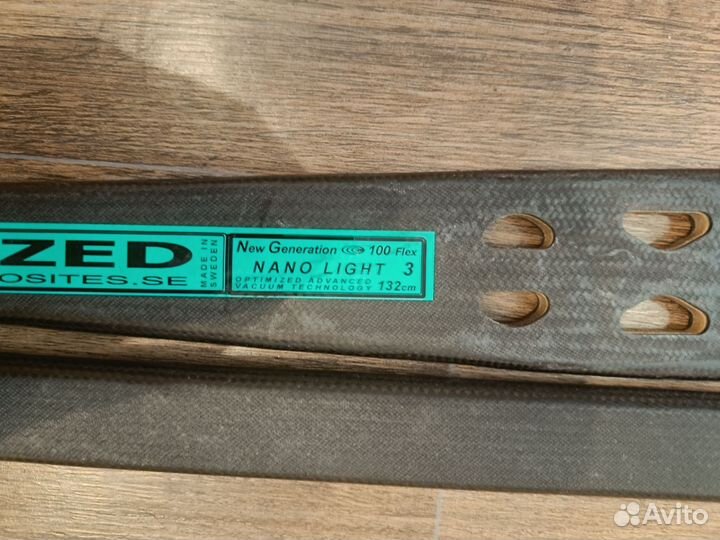 ZED
OSITES.SE
MADE IN
SWEDEN
New Generation 100 Flex
NANO LIGHT 3
OPTIMIZED ADVANCED
VACUUM TECHNOLOGY 132cm
Avito